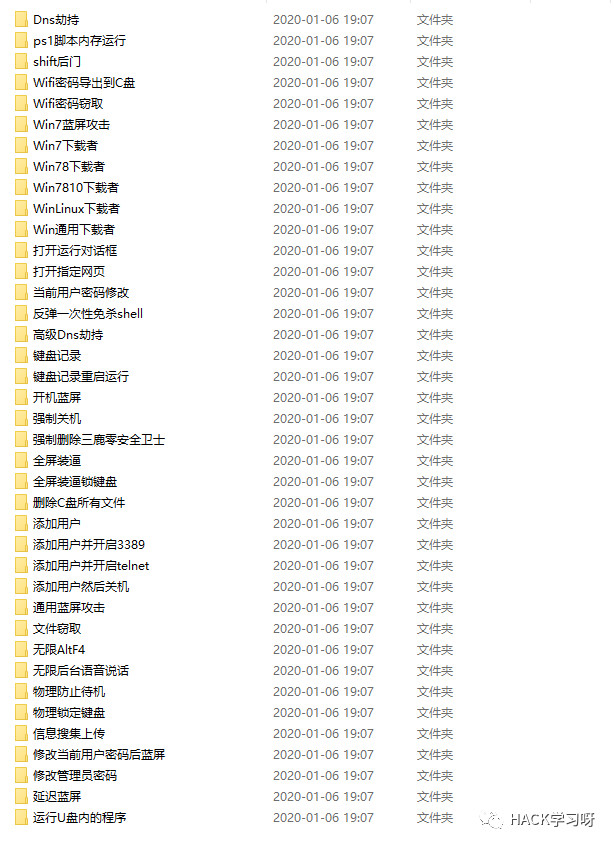 Dns劫持 2020-01-06 19:07 文件夹
ps1脚本内存运行 2020-01-06 19:07 文件夹
shift后门 2020-01-06 19:07 文件夹
Wifi密码导出到C盘 2020-01-06 19:07 文件夹
Wifi密码窃取 2020-01-06 19:07 文件夹
Win7蓝屏攻击 2020-01-06 19:07 文件夹
Win7下载者 2020-01-06 19:07 文件夹
Win78下载者 2020-01-06 19:07 文件夹
Win7810下载者 2020-01-06 19:07 文件夹
WinLinux下载者 2020-01-06 19:07 文件夹
Win通用下载者 2020-01-06 19:07 文件夹
打开运行对话框 2020-01-06 19:07 文件夹
打开指定网页 2020-01-06 19:07 文件夹
当前用户密码修改 2020-01-06 19:07 文件夹
反弹一次性免杀shell 2020-01-06 19:07 文件夹
高级Dns劫持 2020-01-06 19:07 文件夹
键盘记录 2020-01-06 19:07 文件夹
键盘记录重启运行 2020-01-06 19:07 文件夹
开机蓝屏 2020-01-06 19:07 文件夹
强制关机 2020-01-06 19:07 文件夹
强制删除三鹿零安全卫士 2020-01-06 19:07 文件夹
全屏装逼 2020-01-06 19:07 文件夹
全屏装逼锁键盘 2020-01-06 19:07 文件夹
删除C盘所有文件 2020-01-06 19:07 文件夹
添加用户 2020-01-06 19:07 文件夹
添加用户并开启3389 2020-01-06 19:07 文件夹
添加用户并开启telnet 2020-01-06 19:07 文件夹
添加用户然后关机 2020-01-06 19:07 文件夹
通用蓝屏攻击 2020-01-06 19:07 文件夹
文件窃取 2020-01-06 19:07 文件夹
无限AltF4 2020-01-06 19:07 文件夹
无限后台语音说话 2020-01-06 19:07 文件夹
物理防止待机 2020-01-06 19:07 文件夹
物理锁定键盘 2020-01-06 19:07 文件夹
信息搜集上传 2020-01-06 19:07 文件夹
修改当前用户密码后蓝屏 2020-01-06 19:07 文件夹
修改管理员密码 2020-01-06 19:07 文件夹
延迟蓝屏 2020-01-06 19:07 文件夹
运行U盘内的程序 2020-01-06 19:07 文件夹
HACK学习呀